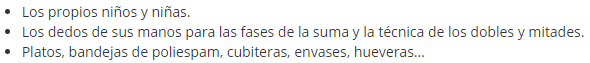 • Los propios niños y niñas.
• Los dedos de sus manos para las fases de la suma y la técnica de los dobles y mitades.
• Platos, bandejas de poliespam, cubiteras, envases, hueveras...